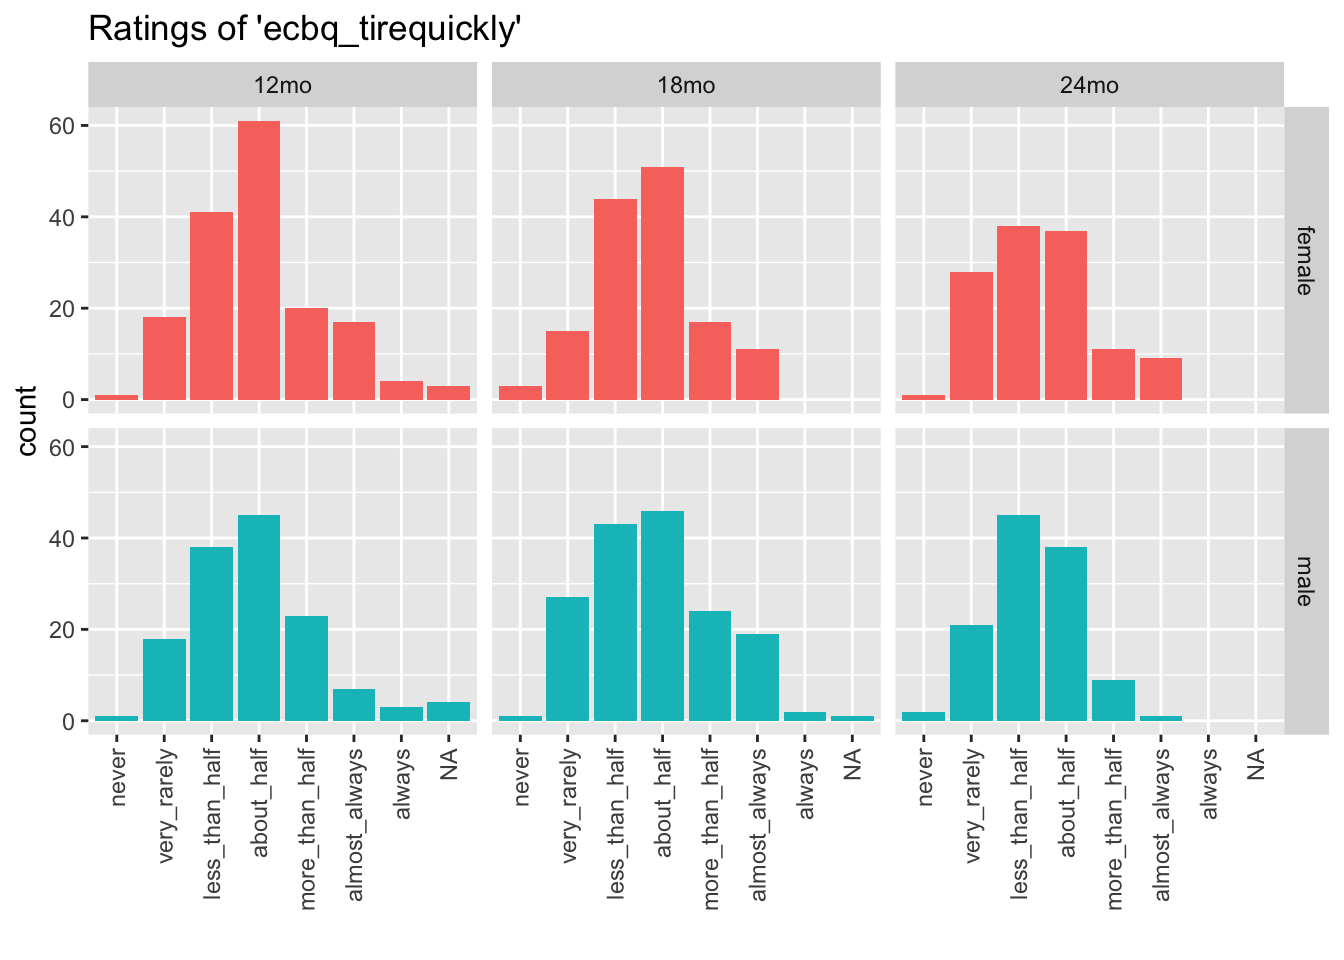 Ratings of 'ecbq_tirequickly'
12mo
18mo
24mo
60
40
20
0
female
60
40
20
0
male
count
never
very_rarely
less_than_half
about_half
more_than_half
almost_always
always
NA
never
very_rarely
less_than_half
about_half
more_than_half
almost_always
always
NA
never
very_rarely
less_than_half
about_half
more_than_half
almost_always
always
NA